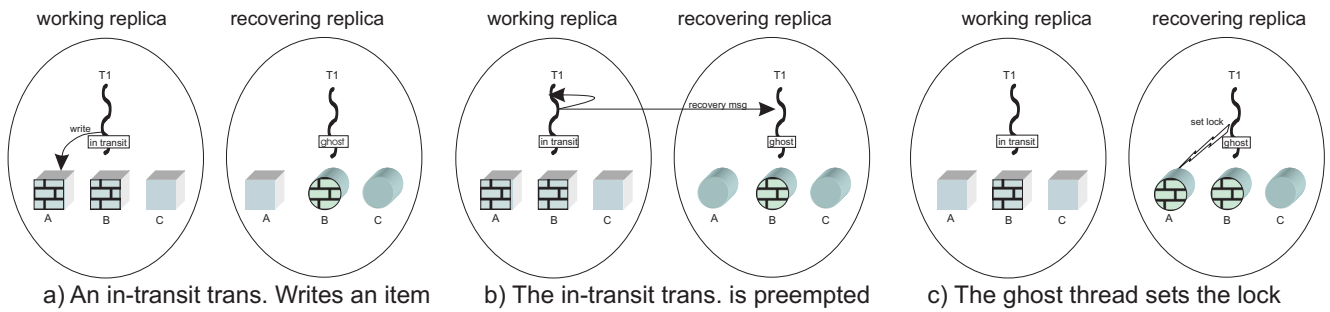 working replica
recovering replica
T1
T1
write
in transit
ghost
A
B
C
A
B
C
a) An in-transit trans. Writes an item
working replica
recovering replica
T1
T1
recovery msg
in transit
ghost
A
B
C
A
B
C
b) The in-transit trans. is preempted
working replica
recovering replica
T1
T1
set lock
in transit
ghost
A
B
C
A
B
C
c) The ghost thread sets the lock